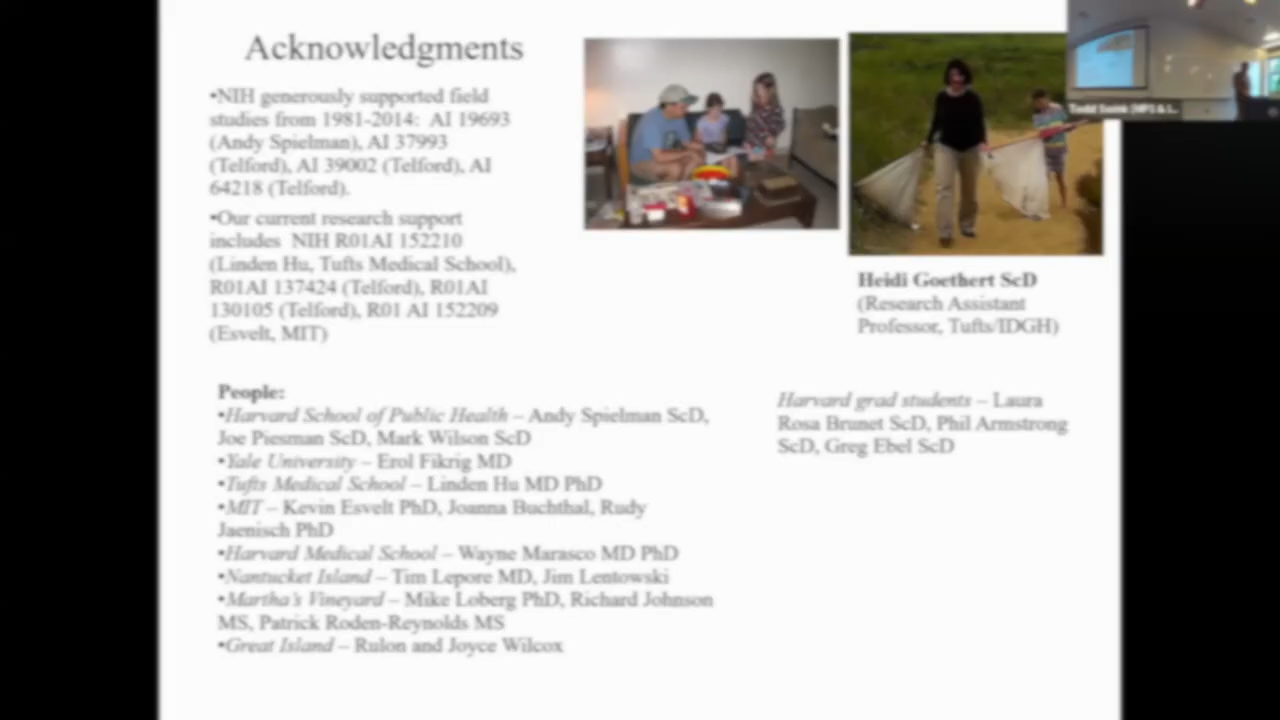 Acknowledgments
•NIH generously supported field
studies from 1981-2014: AI 19693
(Andy Spielman), AI 37993
(Telford), AI 39002 (Telford), AI
64218 (Telford).
•Our current research support
includes NIH R01AI 152210
(Linden Hu, Tufts Medical School),
R01AI 137424 (Telford), R01AI
130105 (Telford), R01 AI 152209
(Esvelt, MIT)
Heidi Goethert ScD
(Research Assistant
Professor, Tufts/IDGH)
People:
•Harvard School of Public Health – Andy Spielman ScD,
Joe Piesman ScD, Mark Wilson ScD
•Yale University – Erol Fikrig MD
•Tufts Medical School – Linden Hu MD PhD
•MIT – Kevin Esvelt PhD, Joanna Buchthal, Rudy
Jaenisch PhD
•Harvard Medical School – Wayne Marasco MD PhD
•Nantucket Island – Tim Lepore MD, Jim Lentowski
•Martha's Vineyard – Mike Loberg PhD, Richard Johnson
MS, Patrick Roden-Reynolds MS
•Great Island – Rulon and Joyce Wilcox
Harvard grad students – Laura
Rosa Brunet ScD, Phil Armstrong
ScD, Greg Ebel ScD